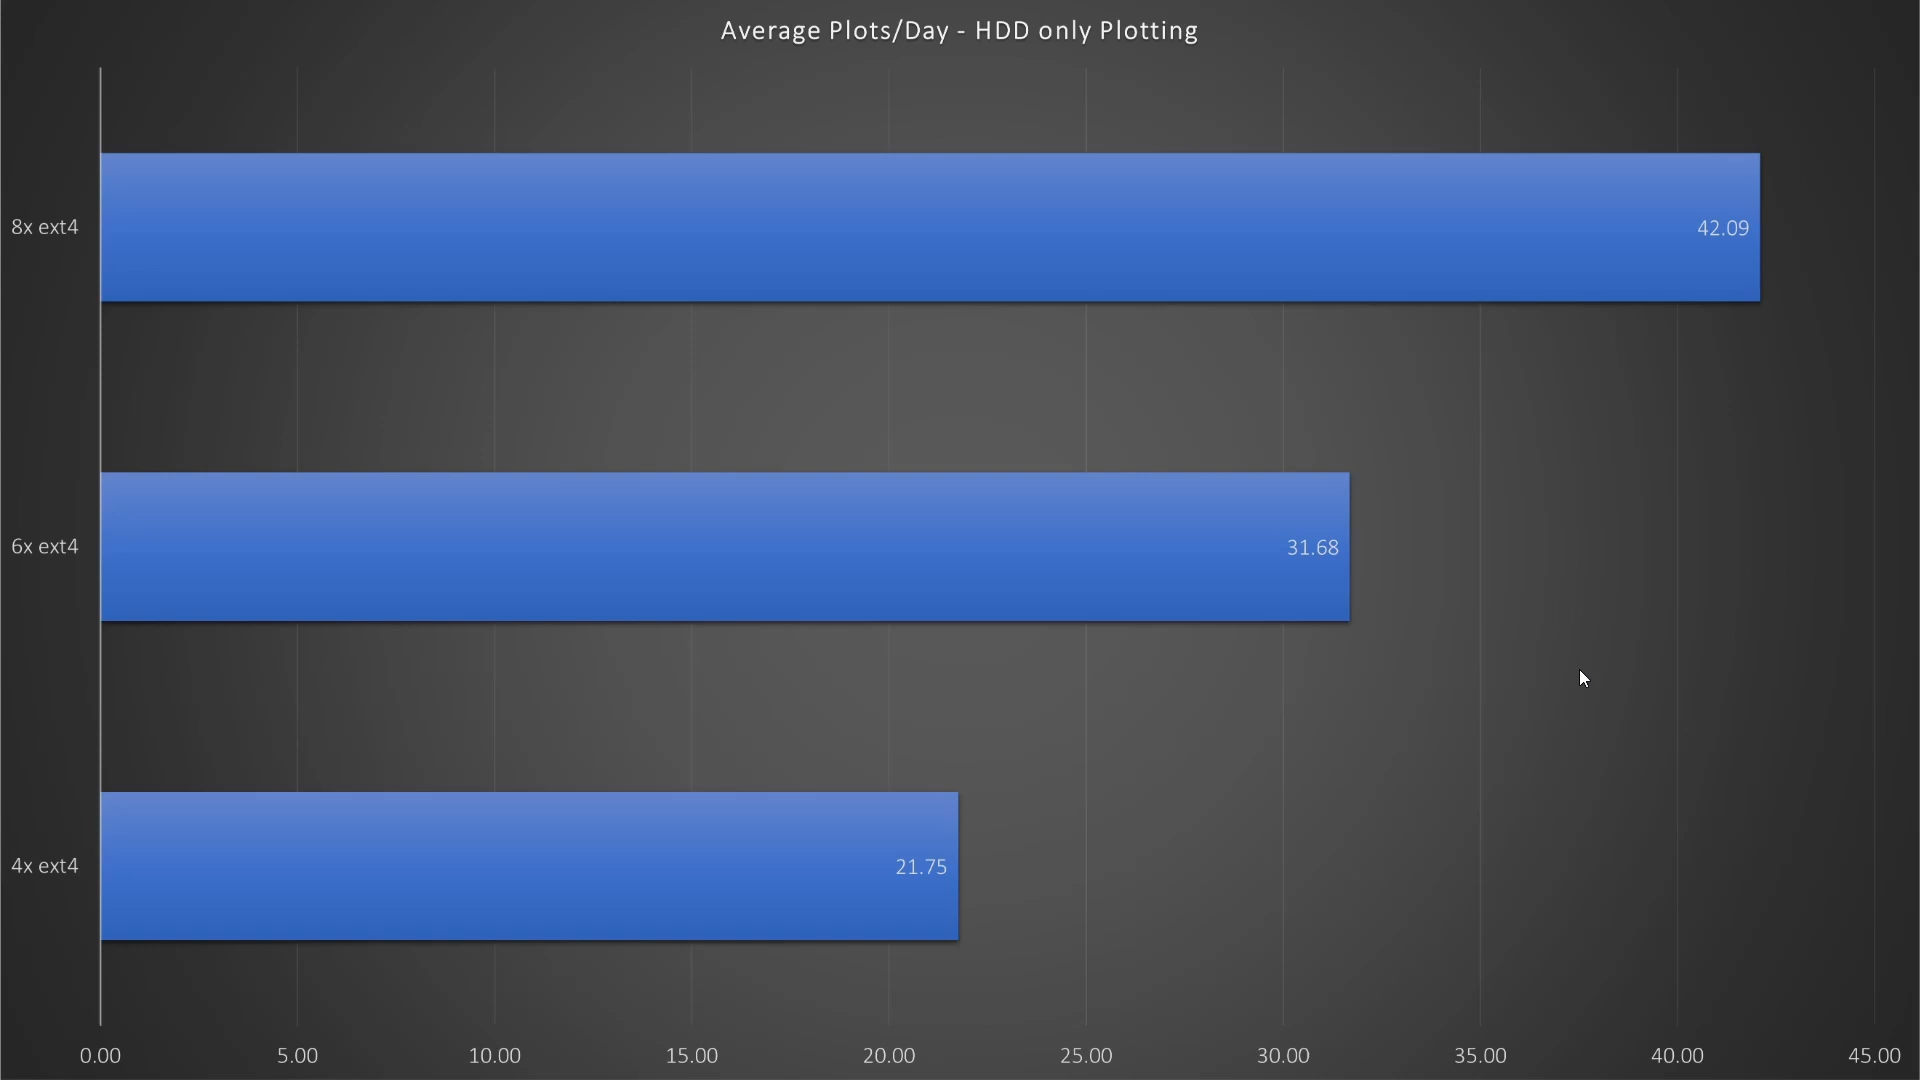 Average Plots/Day - HDD only Plotting
8x ext4
42.09
6x ext4
31.68
4x ext4
21.75
0.00 5.00 10.00 15.00 20.00 25.00 30.00 35.00 40.00 45.00